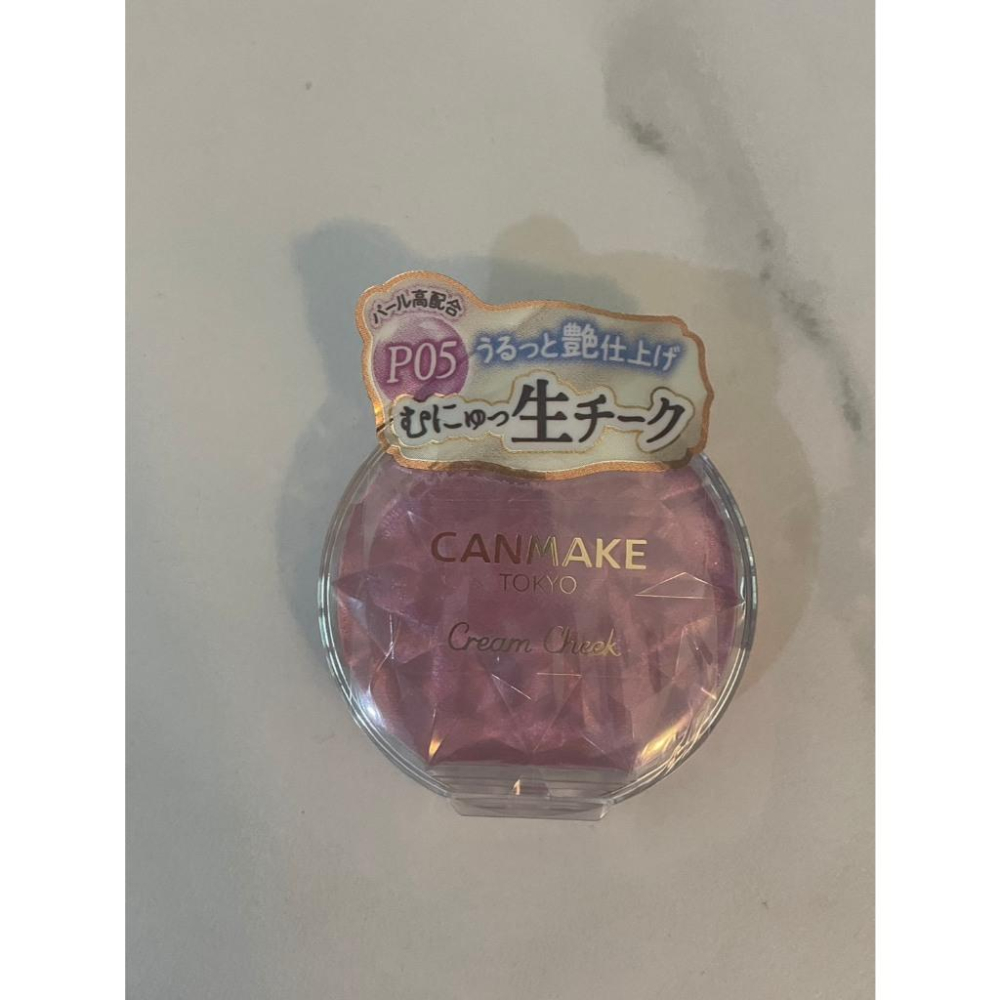 パール高配合
P05
うるっと艶仕上げ
むにゅっ生チーク
CANMAKE
TOKYO
Cream Cheek